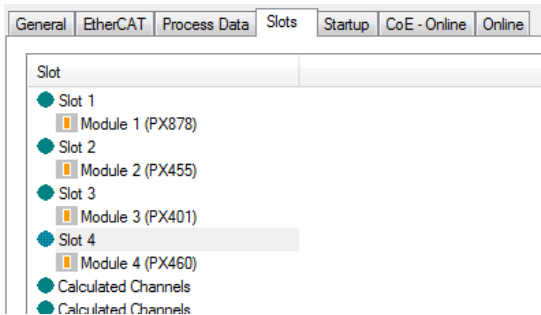 General EtherCAT Process Data Slots Startup CoE - Online Online
Slot
Slot 1
Module 1 (PX878)
Slot 2
Module 2 (PX455)
Slot 3
Module 3 (PX401)
Slot 4
Module 4 (PX460)
Calculated Channels
Calculated Channels